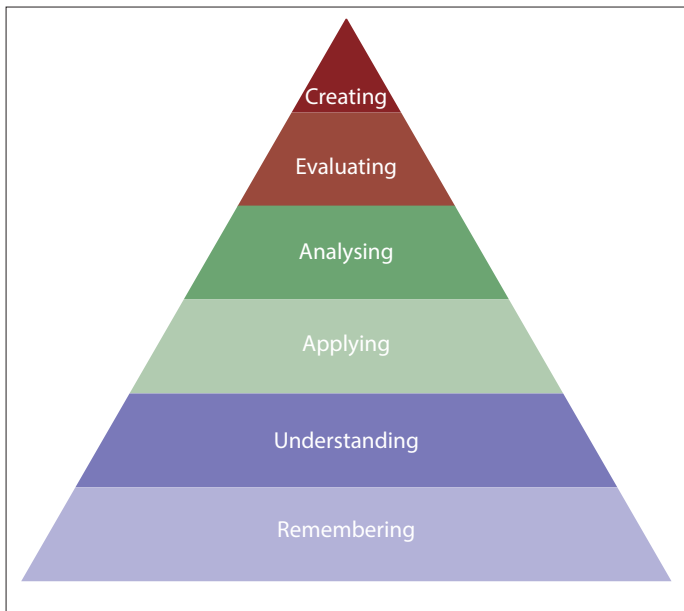 Creating
Evaluating
Analysing
Applying
Understanding
Remembering